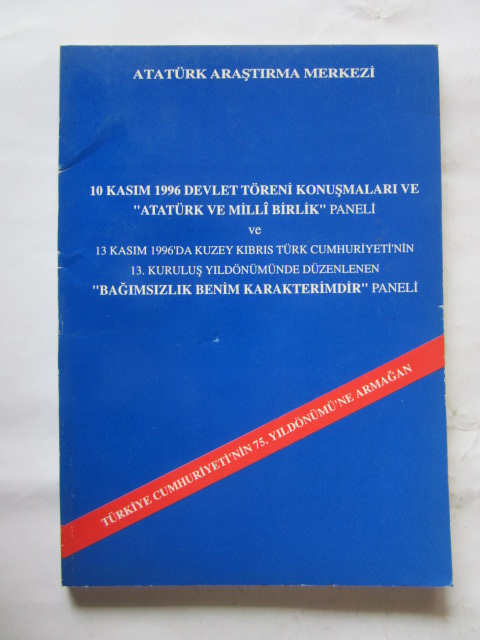 ATATÜRK ARAŞTIRMA MERKEZİ
10 KASIM 1996 DEVLET TÖRENİ KONUŞMALARI VE
"ATATÜRK VE MİLLÎ BİRLİK" PANELİ
ve
13 KASIM 1996'DA KUZEY KIBRIS TÜRK CUMHURİYETİ'NİN
13. KURULUŞ YILDÖNÜMÜNDE DÜZENLENEN
"BAĞIMSIZLIK BENİM KARAKTERİMDİR" PANELİ
TÜRKİYE CUMHURİYETİ'NİN 75. YILDÖNÜMÜ'NE ARMAĞAN